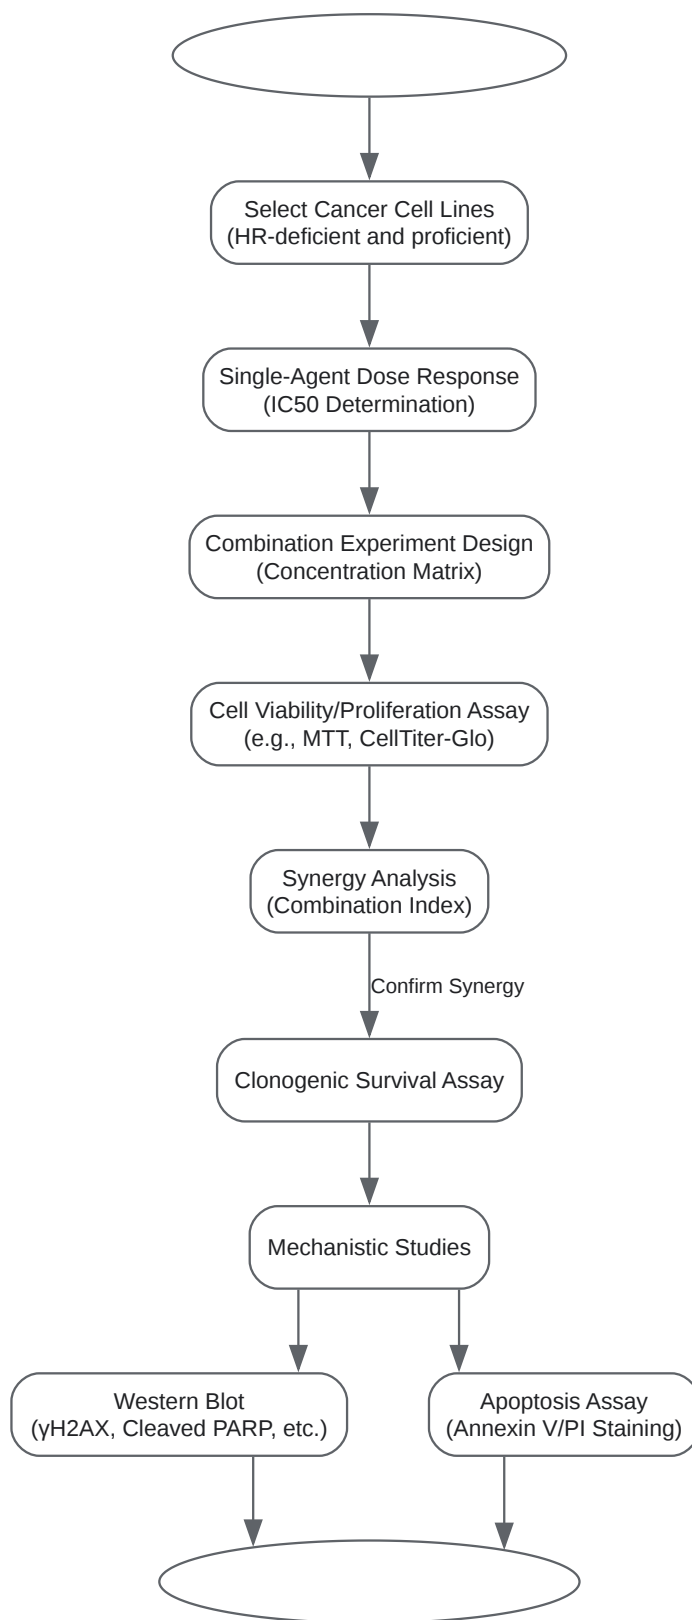 Select Cancer Cell Lines
(HR-deficient and proficient)
Single-Agent Dose Response
(IC50 Determination)
Combination Experiment Design
(Concentration Matrix)
Cell Viability/Proliferation Assay
(e.g., MTT, CellTiter-Glo)
Synergy Analysis
(Combination Index)
Confirm Synergy
Clonogenic Survival Assay
Mechanistic Studies
Western Blot
(γH2AX, Cleaved PARP, etc.)
Apoptosis Assay
(Annexin V/PI Staining)